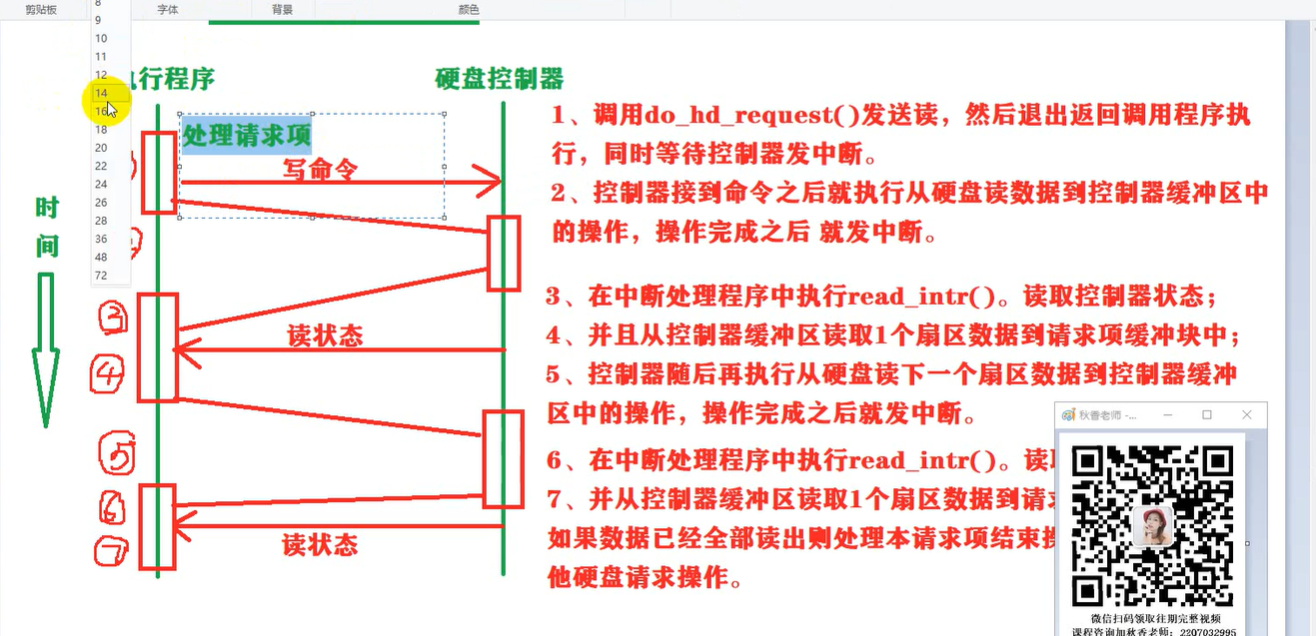 剪贴板
字体
背景
颜色
8
9
10
11
12
14
16
18
20
22
24
26
28
36
48
72
执行程序
硬盘控制器
处理请求项
写命令
时
间
③
④
读状态
⑤
⑥
⑦
读状态
1、调用do_hd_request()发送读，然后退出返回调用程序执
行，同时等待控制器发中断。
2、控制器接到命令之后就执行从硬盘读数据到控制器缓冲区中
的操作，操作完成之后 就发中断。
3、在中断处理程序中执行read_intr()。读取控制器状态；
4、并且从控制器缓冲区读取1个扇区数据到请求项缓冲块中；
5、控制器随后再执行从硬盘读下一个扇区数据到控制器缓冲
区中的操作，操作完成之后就发中断。
6、在中断处理程序中执行read_intr()。读
7、并从控制器缓冲区读取1个扇区数据到请
如果数据已经全部读出则处理本请求项结束
他硬盘请求操作。
秋香老师 -...
微信扫码领取往期完整视频
课程咨询加秋香老师：2207032995